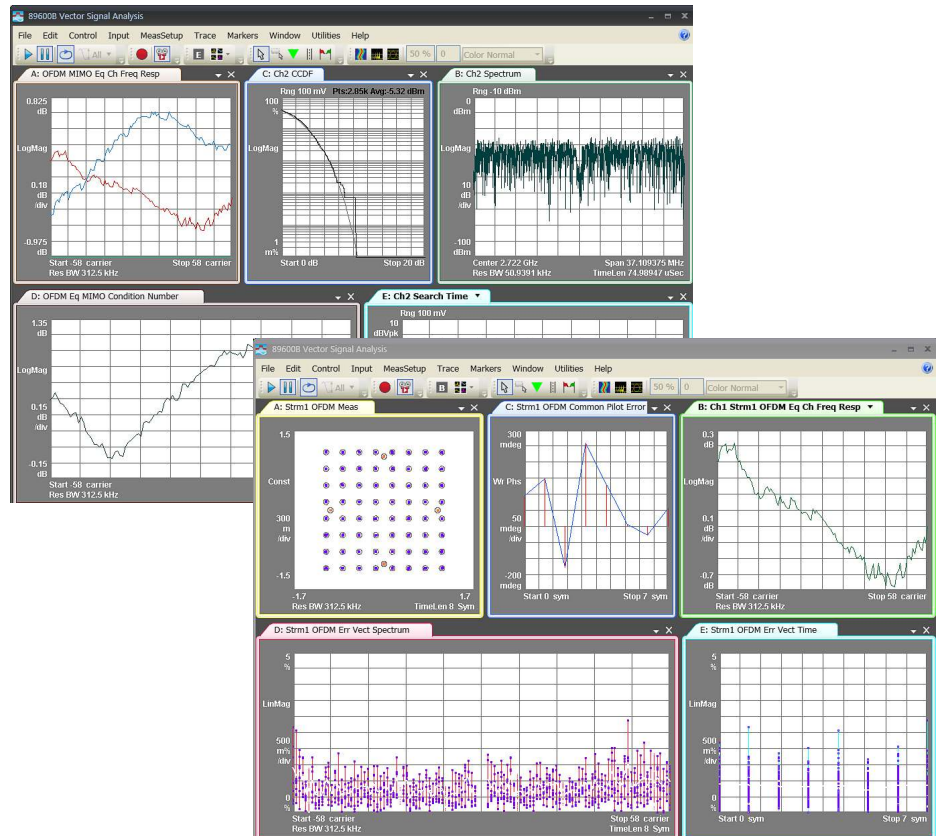 89600B Vector Signal Analysis
File Edit Control Input MeasSetup Trace Markers Window Utilities Help
All E 50 % 0 Color Normal
A: OFDM MIMO Eq Ch Freq Resp
0.825
dB
LogMag
0.18
dB
/div
-0.975
dB
Start -58 carrier Stop 58 carrier
Res BW 312.5 kHz
C: Ch2 CCDF
Rng 100 mV Pts:2.85k Avg:-5.32 dBm
100
%
LogMag
1
m%
Start 0 dB Stop 20 dB
B: Ch2 Spectrum
Rng -10 dBm
0
dBm
LogMag
10
dB
/div
-100
dBm
Center 2.722 GHz Span 37.109375 MHz
Res BW 50.9391 kHz TimeLen 74.98947 uSec
D: OFDM Eq MIMO Condition Number
1.35
dB
LogMag
0.15
dB
/div
-0.15
dB
Start -58 carrier
Res BW 312.5 kHz
E: Ch2 Search Time
Rng 100 mV
10
dBVpk
89600B Vector Signal Analysis
File Edit Control Input MeasSetup Trace Markers Window Utilities Help
All B 50 % 0 Color Normal
A: Strm1 OFDM Meas
1.5
Const
300
m
/div
-1.5
-1.7 1.7
Res BW 312.5 kHz TimeLen 8 Sym
C: Strm1 OFDM Common Pilot Error
300
mdeg
Wr Phs
50
mdeg
/div
-200
mdeg
Start 0 sym Stop 7 sym
B: Ch1 Strm1 OFDM Eq Ch Freq Resp
0.3
dB
LogMag
0.1
dB
/div
-0.7
dB
Start -58 carrier Stop 58 carrier
Res BW 312.5 kHz
D: Strm1 OFDM Err Vect Spectrum
5
%
LinMag
500
m%
/div
0
%
Start -58 carrier Stop 58 carrier
Res BW 312.5 kHz TimeLen 8 Sym
E: Strm1 OFDM Err Vect Time
5
%
LinMag
500
m%
/div
0
%
Start 0 sym Stop 7 sym